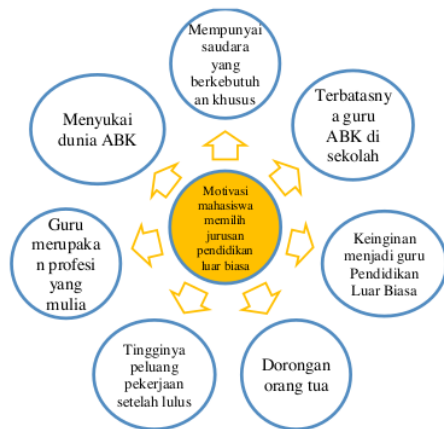 Mempunyai
saudara
yang
berkebutuh
an khusus
Terbatasny
a guru
ABK di
sekolah
Keinginan
menjadi guru
Pendidikan
Luar Biasa
Dorongan
orang tua
Tingginya
peluang
pekerjaan
setelah lulus
Guru
merupaka
n profesi
yang
mulia
Menyukai
dunia ABK
Motivasi
mahasiswa
memilih
jurusan
pendidikan
luar biasa